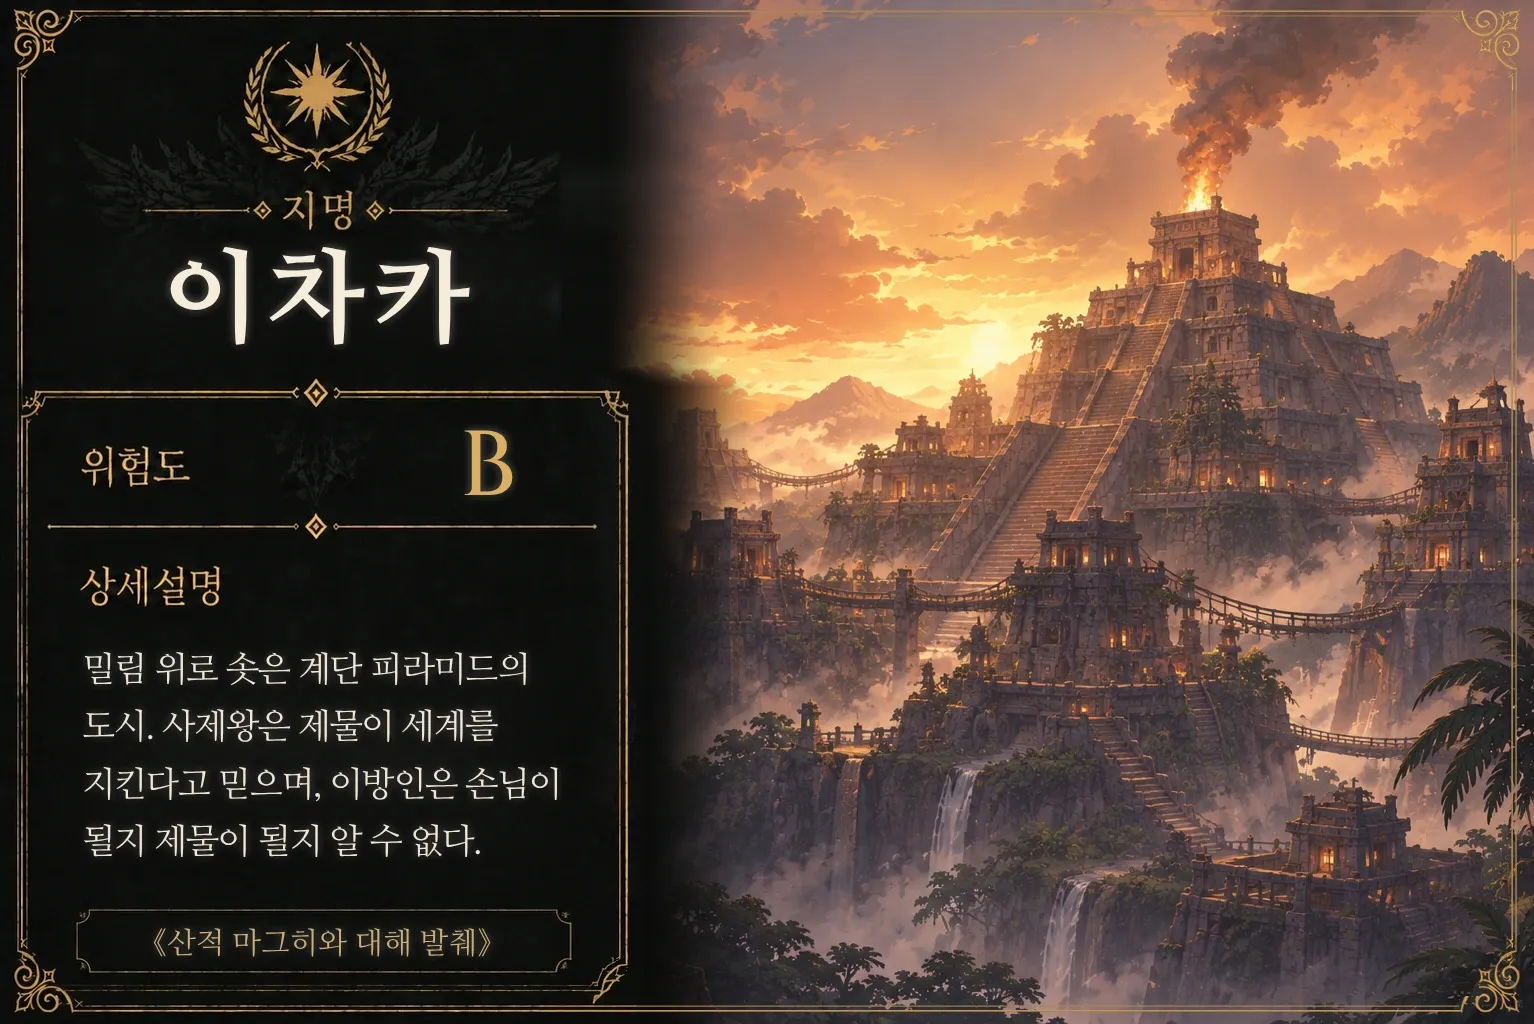 지명
이차카
위험도 B
상세설명
밀림 위로 솟은 계단 피라미드의
도시. 사제왕은 제물이 세계를
지킨다고 믿으며, 이방인은 손님이
될지 제물이 될지 알 수 없다.
《산적 마그히와 대해 발췌》